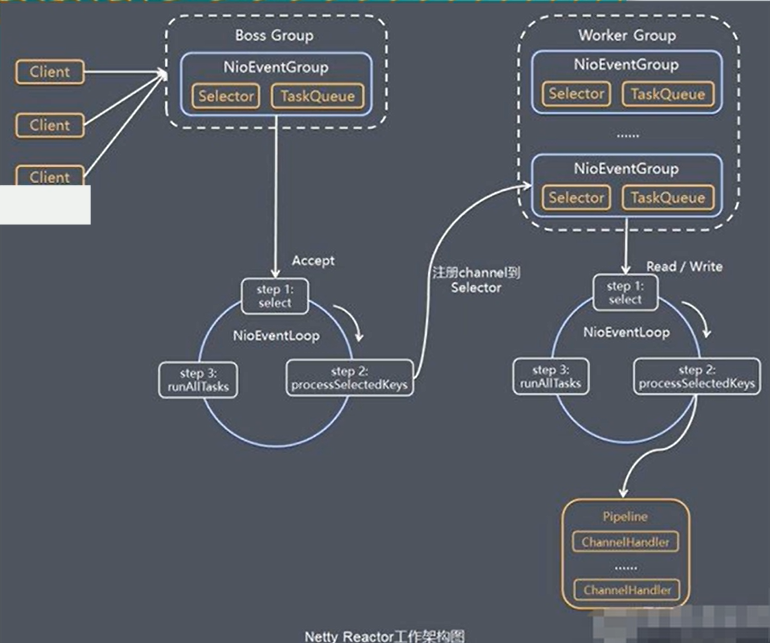 Boss Group
NioEventGroup
Selector
TaskQueue
Client
Client
Client
Worker Group
NioEventGroup
Selector
TaskQueue
......
NioEventGroup
Selector
TaskQueue
Accept
step 1:
select
NioEventLoop
step 2:
processSelectedKeys
step 3:
runAllTasks
注册channel到
Selector
Read / Write
step 1:
select
NioEventLoop
step 2:
processSelectedKeys
step 3:
runAllTasks
Pipeline
ChannelHandler
......
ChannelHandler
Netty Reactor工作架构图